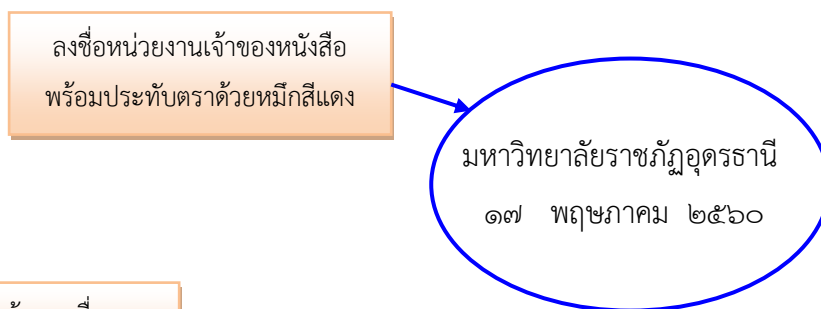 ลงชื่อหน่วยงานเจ้าของหนังสือ
พร้อมประทับตราด้วยหมึกสีแดง
มหาวิทยาลัยราชภัฏอุดรธานี
๑๗ พฤษภาคม ๒๕๖๐